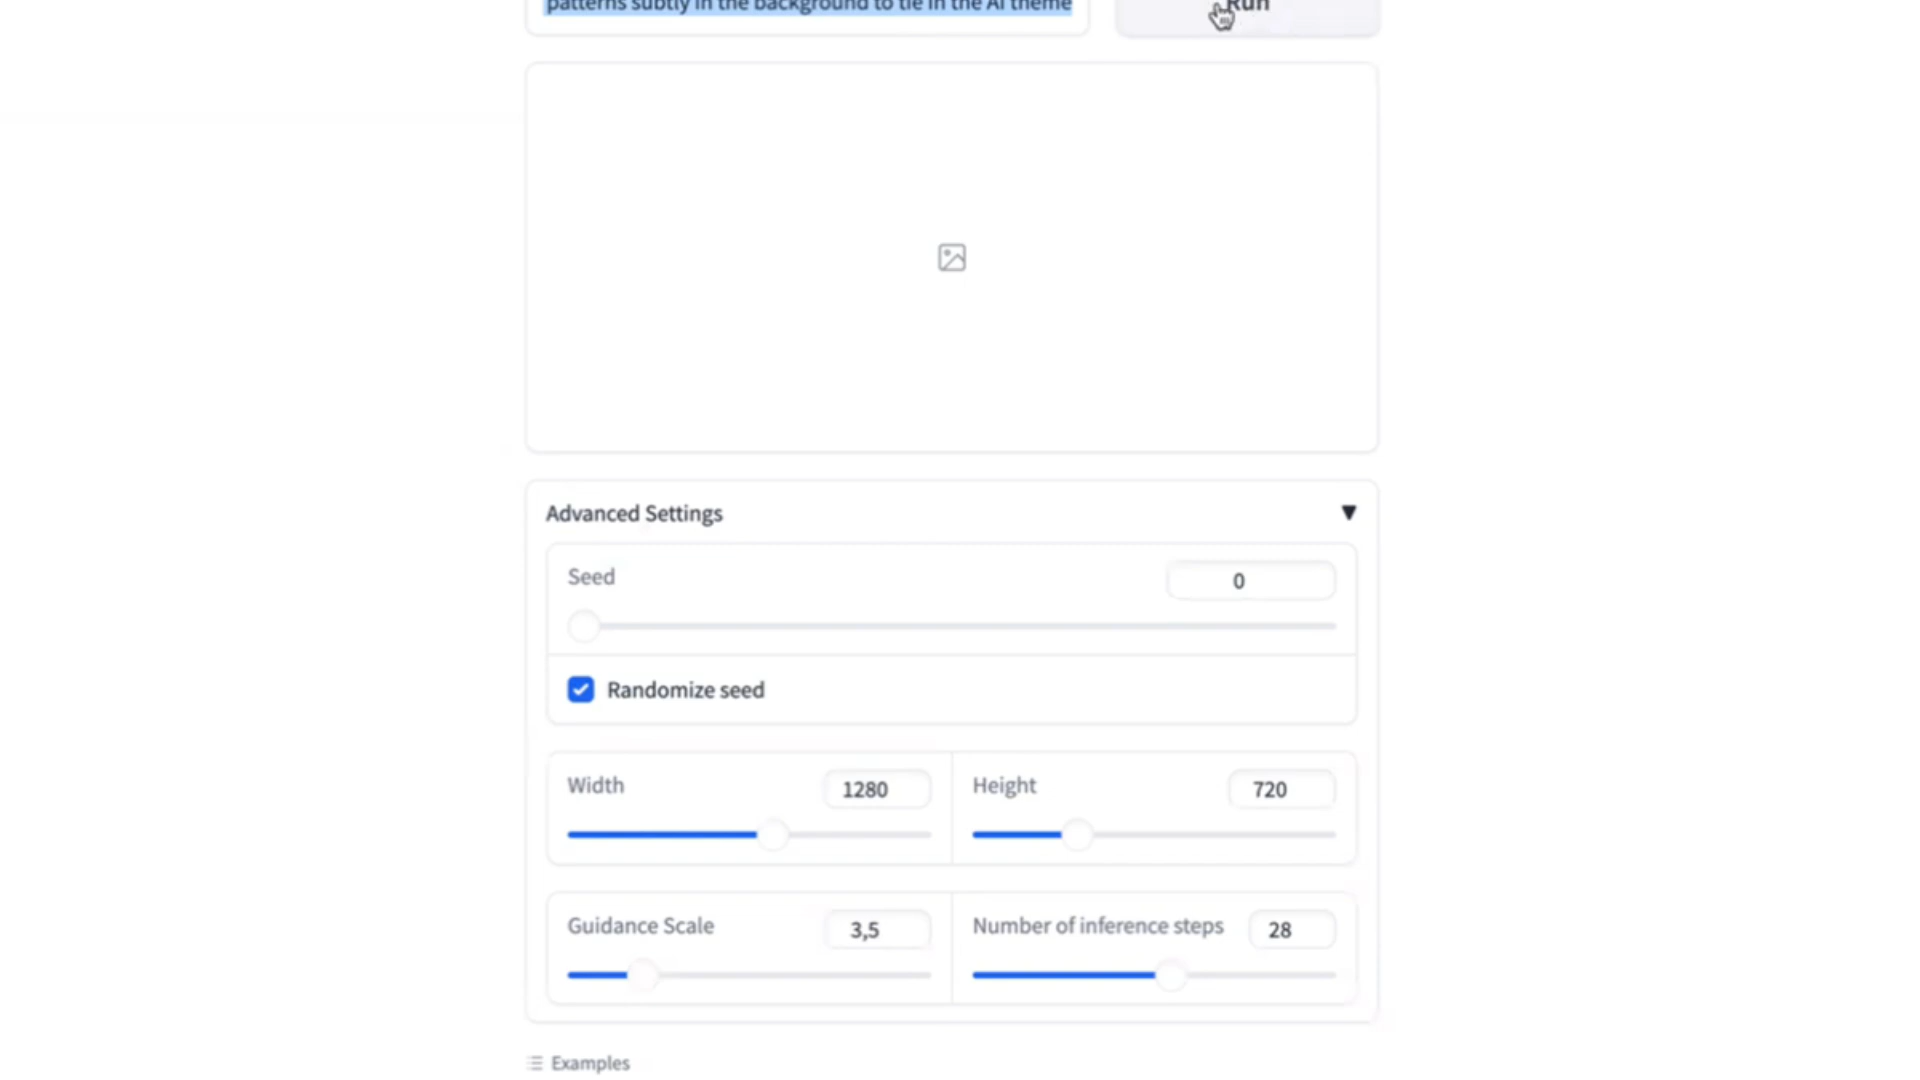 patterns subtly in the background to tie in the AI theme
Run
Advanced Settings
Seed
0
Randomize seed
Width
1280
Height
720
Guidance Scale
3,5
Number of inference steps
28
Examples